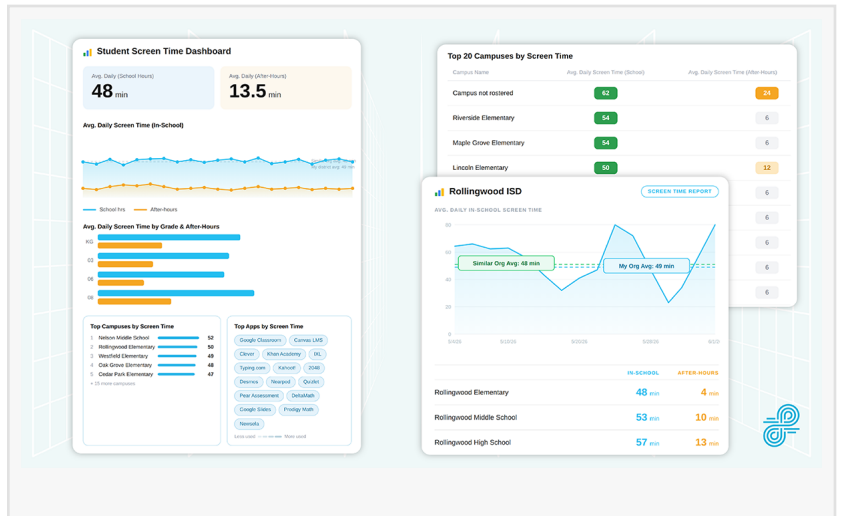 Student Screen Time Dashboard
Avg. Daily (School Hours)
48 min
Avg. Daily (After-Hours)
13.5 min
Avg. Daily Screen Time (In-School)
School-hrs
After-hours
Avg. Daily Screen Time by Grade & After-Hours
KG
03
06
08
Top Campuses by Screen Time
1 Nelson Middle School 52
2 Rollingwood Elementary 50
3 Westfield Elementary 49
4 Oak Grove Elementary 48
5 Cedar Park Elementary 47
+ 15 more campuses
Top Apps by Screen Time
Google Classroom Canvas LMS
Clever Khan Academy IXL
Typing.com Kahoot! 2048
Desmos Nearpod Quizlet
Pear Assessment DeltaMath
Google Slides Prodigy Math
Newsela
Less used More used
Top 20 Campuses by Screen Time
Campus Name Avg. Daily Screen Time (School) Avg. Daily Screen Time (After-Hours)
Campus not rostered 62 24
Riverside Elementary 54 6
Maple Grove Elementary 54 6
Lincoln Elementary 50 12
6
6
6
6
6
Rollingwood ISD
SCREEN TIME REPORT
AVG. DAILY IN-SCHOOL SCREEN TIME
80
60
Similar Org Avg: 48 min
My Org Avg: 49 min
40
20
0
IN-SCHOOL AFTER-HOURS
Rollingwood Elementary 48 min 4 min
Rollingwood Middle School 53 min 10 min
Rollingwood High School 57 min 13 min